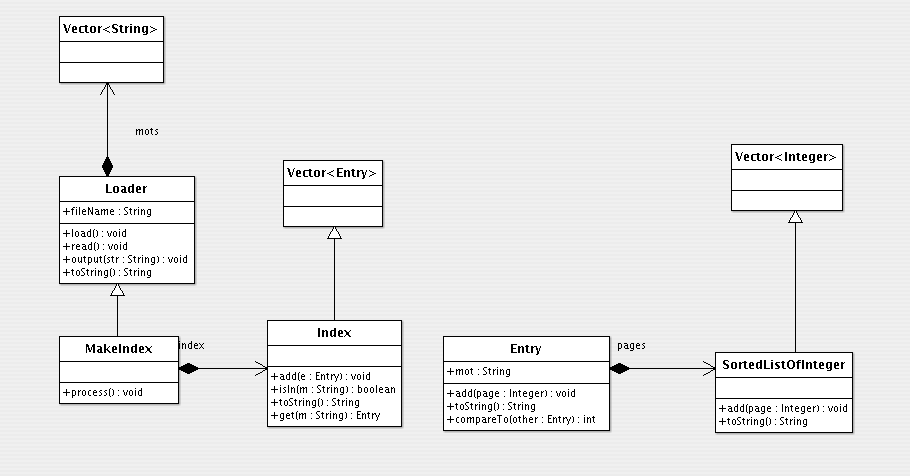 Vector<String>
mots
Loader
+fileName : String
+load() : void
+read() : void
+output(str : String) : void
+toString() : String
MakeIndex
+process() : void
index
Vector<Entry>
Index
+add(e : Entry) : void
+isIn(m : String) : boolean
+toString() : String
+get(m : String) : Entry
Entry
+mot : String
+add(page : Integer) : void
+toString() : String
+compareTo(other : Entry) : int
pages
Vector<Integer>
SortedListOfInteger
+add(page : Integer) : void
+toString() : String